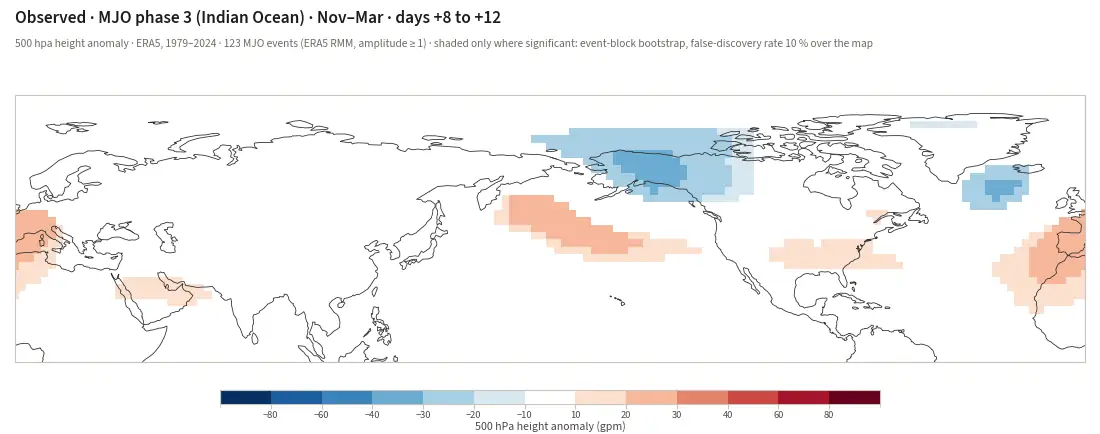 Observed · MJO phase 3 (Indian Ocean) · Nov–Mar · days +8 to +12
500 hpa height anomaly · ERA5, 1979–2024 · 123 MJO events (ERA5 RMM, amplitude ≥ 1) · shaded only where significant: event-block bootstrap, false-discovery rate 10 % over the map
−80 −60 −40 −30 −20 −10 10 20 30 40 60 80
500 hPa height anomaly (gpm)